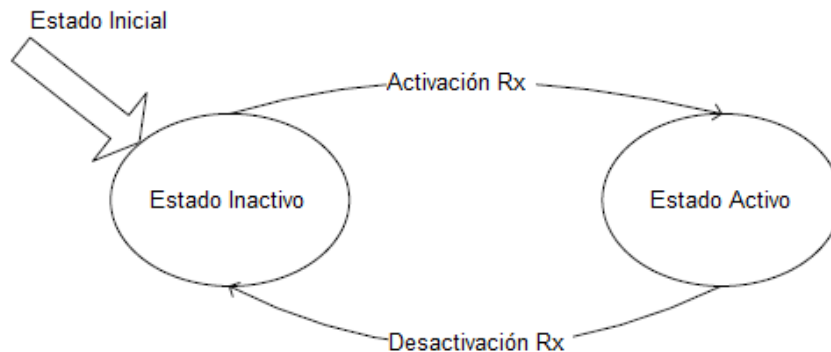 Estado Inicial
Activación Rx
Estado Inactivo
Estado Activo
Desactivación Rx